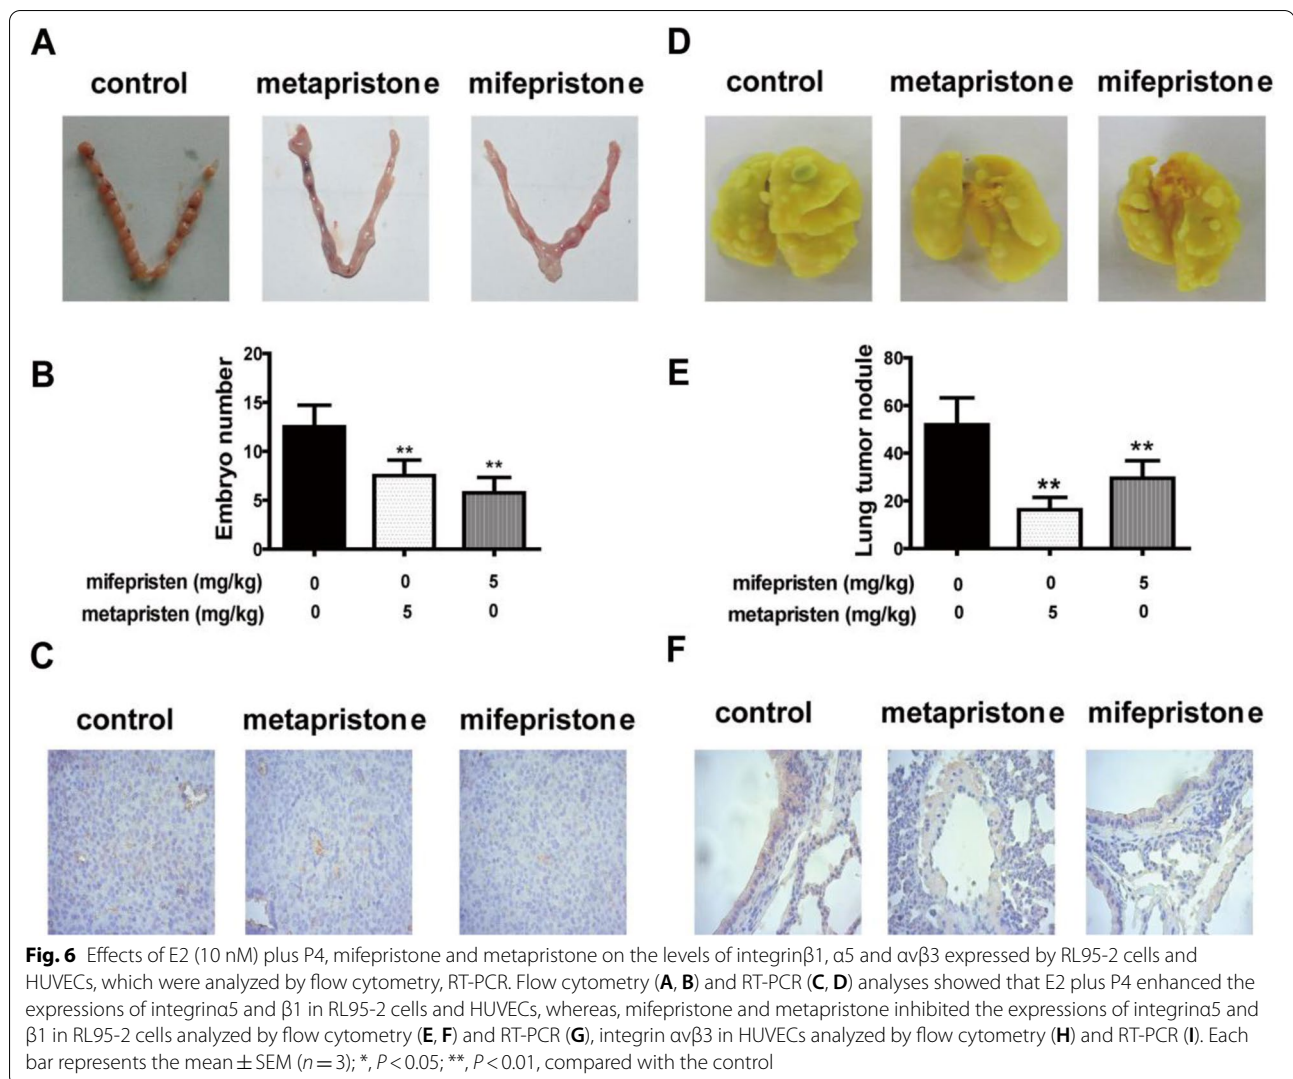 A
control metapristone mifepristone
D
control metapristone mifepristone
B
Embryo number
20
15
10
5
0
** **
mifepristen (mg/kg) 0 0 5
metapristen (mg/kg) 0 5 0
E
Lung tumor nodule
80
60
40
20
0
** **
mifepristen (mg/kg) 0 0 5
metapristen (mg/kg) 0 5 0
C
control metapristone mifepristone
F
control metapristone mifepristone
Fig. 6 Effects of E2 (10 nM) plus P4, mifepristone and metapristone on the levels of integrinβ1, α5 and αvβ3 expressed by RL95-2 cells and
HUVECs, which were analyzed by flow cytometry, RT-PCR. Flow cytometry (A, B) and RT-PCR (C, D) analyses showed that E2 plus P4 enhanced the
expressions of integrinα5 and β1 in RL95-2 cells and HUVECs, whereas, mifepristone and metapristone inhibited the expressions of integrinα5 and
β1 in RL95-2 cells analyzed by flow cytometry (E, F) and RT-PCR (G), integrin αvβ3 in HUVECs analyzed by flow cytometry (H) and RT-PCR (I). Each
bar represents the mean ± SEM (n = 3); *, P < 0.05; **, P < 0.01, compared with the control